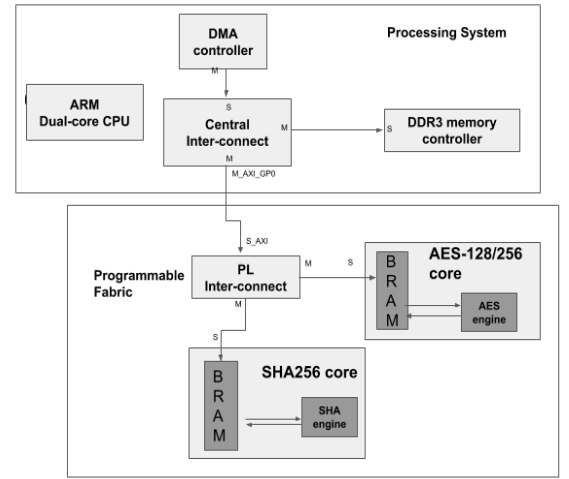 DMA
controller
Processing System
M
ARM
Dual-core CPU
S
Central
Inter-connect
M
M
S
DDR3 memory
controller
M_AXI_GP0
S_AXI
Programmable
Fabric
PL
Inter-connect
M
M
S
B
R
A
M
AES-128/256
core
AES
engine
S
SHA256 core
B
R
A
M
SHA
engine